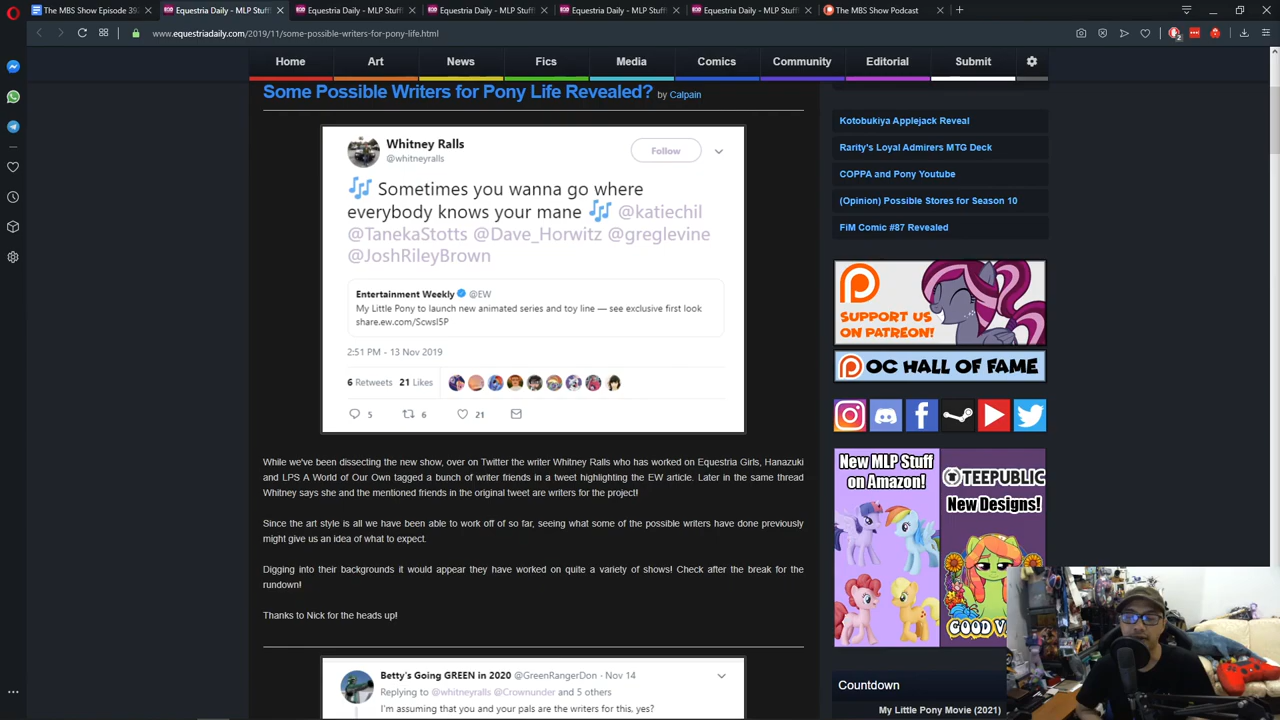 The MBS Show Episode 39
Equestria Daily - MLP Stuff
Equestria Daily - MLP Stuff
Equestria Daily - MLP Stuff
Equestria Daily - MLP Stuff
Equestria Daily - MLP Stuff
The MBS Show Podcast
www.equestriadaily.com/2019/11/some-possible-writers-for-pony-life.html
2
Home
Art
News
Fics
Media
Comics
Community
Editorial
Submit
Some Possible Writers for Pony Life Revealed? by Calpain
Whitney Ralls
@whitneyralls
Follow
🎶 Sometimes you wanna go where
everybody knows your mane 🎶 @katiechil
@TanekaStotts @Dave_Horwitz @greglevine
@JoshRileyBrown
Entertainment Weekly @EW
My Little Pony to launch new animated series and toy line — see exclusive first look
share.ew.com/Scwsl5P
2:51 PM - 13 Nov 2019
6 Retweets 21 Likes
5 6 21
While we've been dissecting the new show, over on Twitter the writer Whitney Ralls who has worked on Equestria Girls, Hanazuki
and LPS A World of Our Own tagged a bunch of writer friends in a tweet highlighting the EW article. Later in the same thread
Whitney says she and the mentioned friends in the original tweet are writers for the project!
Since the art style is all we have been able to work off of so far, seeing what some of the possible writers have done previously
might give us an idea of what to expect.
Digging into their backgrounds it would appear they have worked on quite a variety of shows! Check after the break for the
rundown!
Thanks to Nick for the heads up!
Betty's Going GREEN in 2020 @GreenRangerDon · Nov 14
Replying to @whitneyralls @Crownunder and 5 others
I'm assuming that you and your pals are the writers for this, yes?
Kotobukiya Applejack Reveal
Rarity's Loyal Admirers MTG Deck
COPPA and Pony Youtube
(Opinion) Possible Stores for Season 10
FiM Comic #87 Revealed
SUPPORT US
ON PATREON!
OC HALL OF FAME
New MLP Stuff
on Amazon!
TEEPUBLIC
New Designs!
GOOD V
Countdown
My Little Pony Movie (2021)